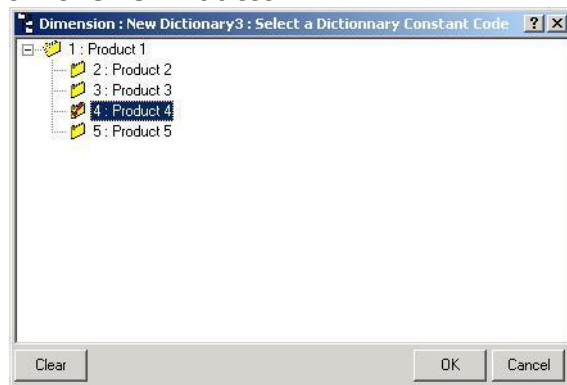 Dimension : New Dictionary3 : Select a Dictionnary Constant Code
1 : Product 1
2 : Product 2
3 : Product 3
4 : Product 4
5 : Product 5
Clear
OK
Cancel